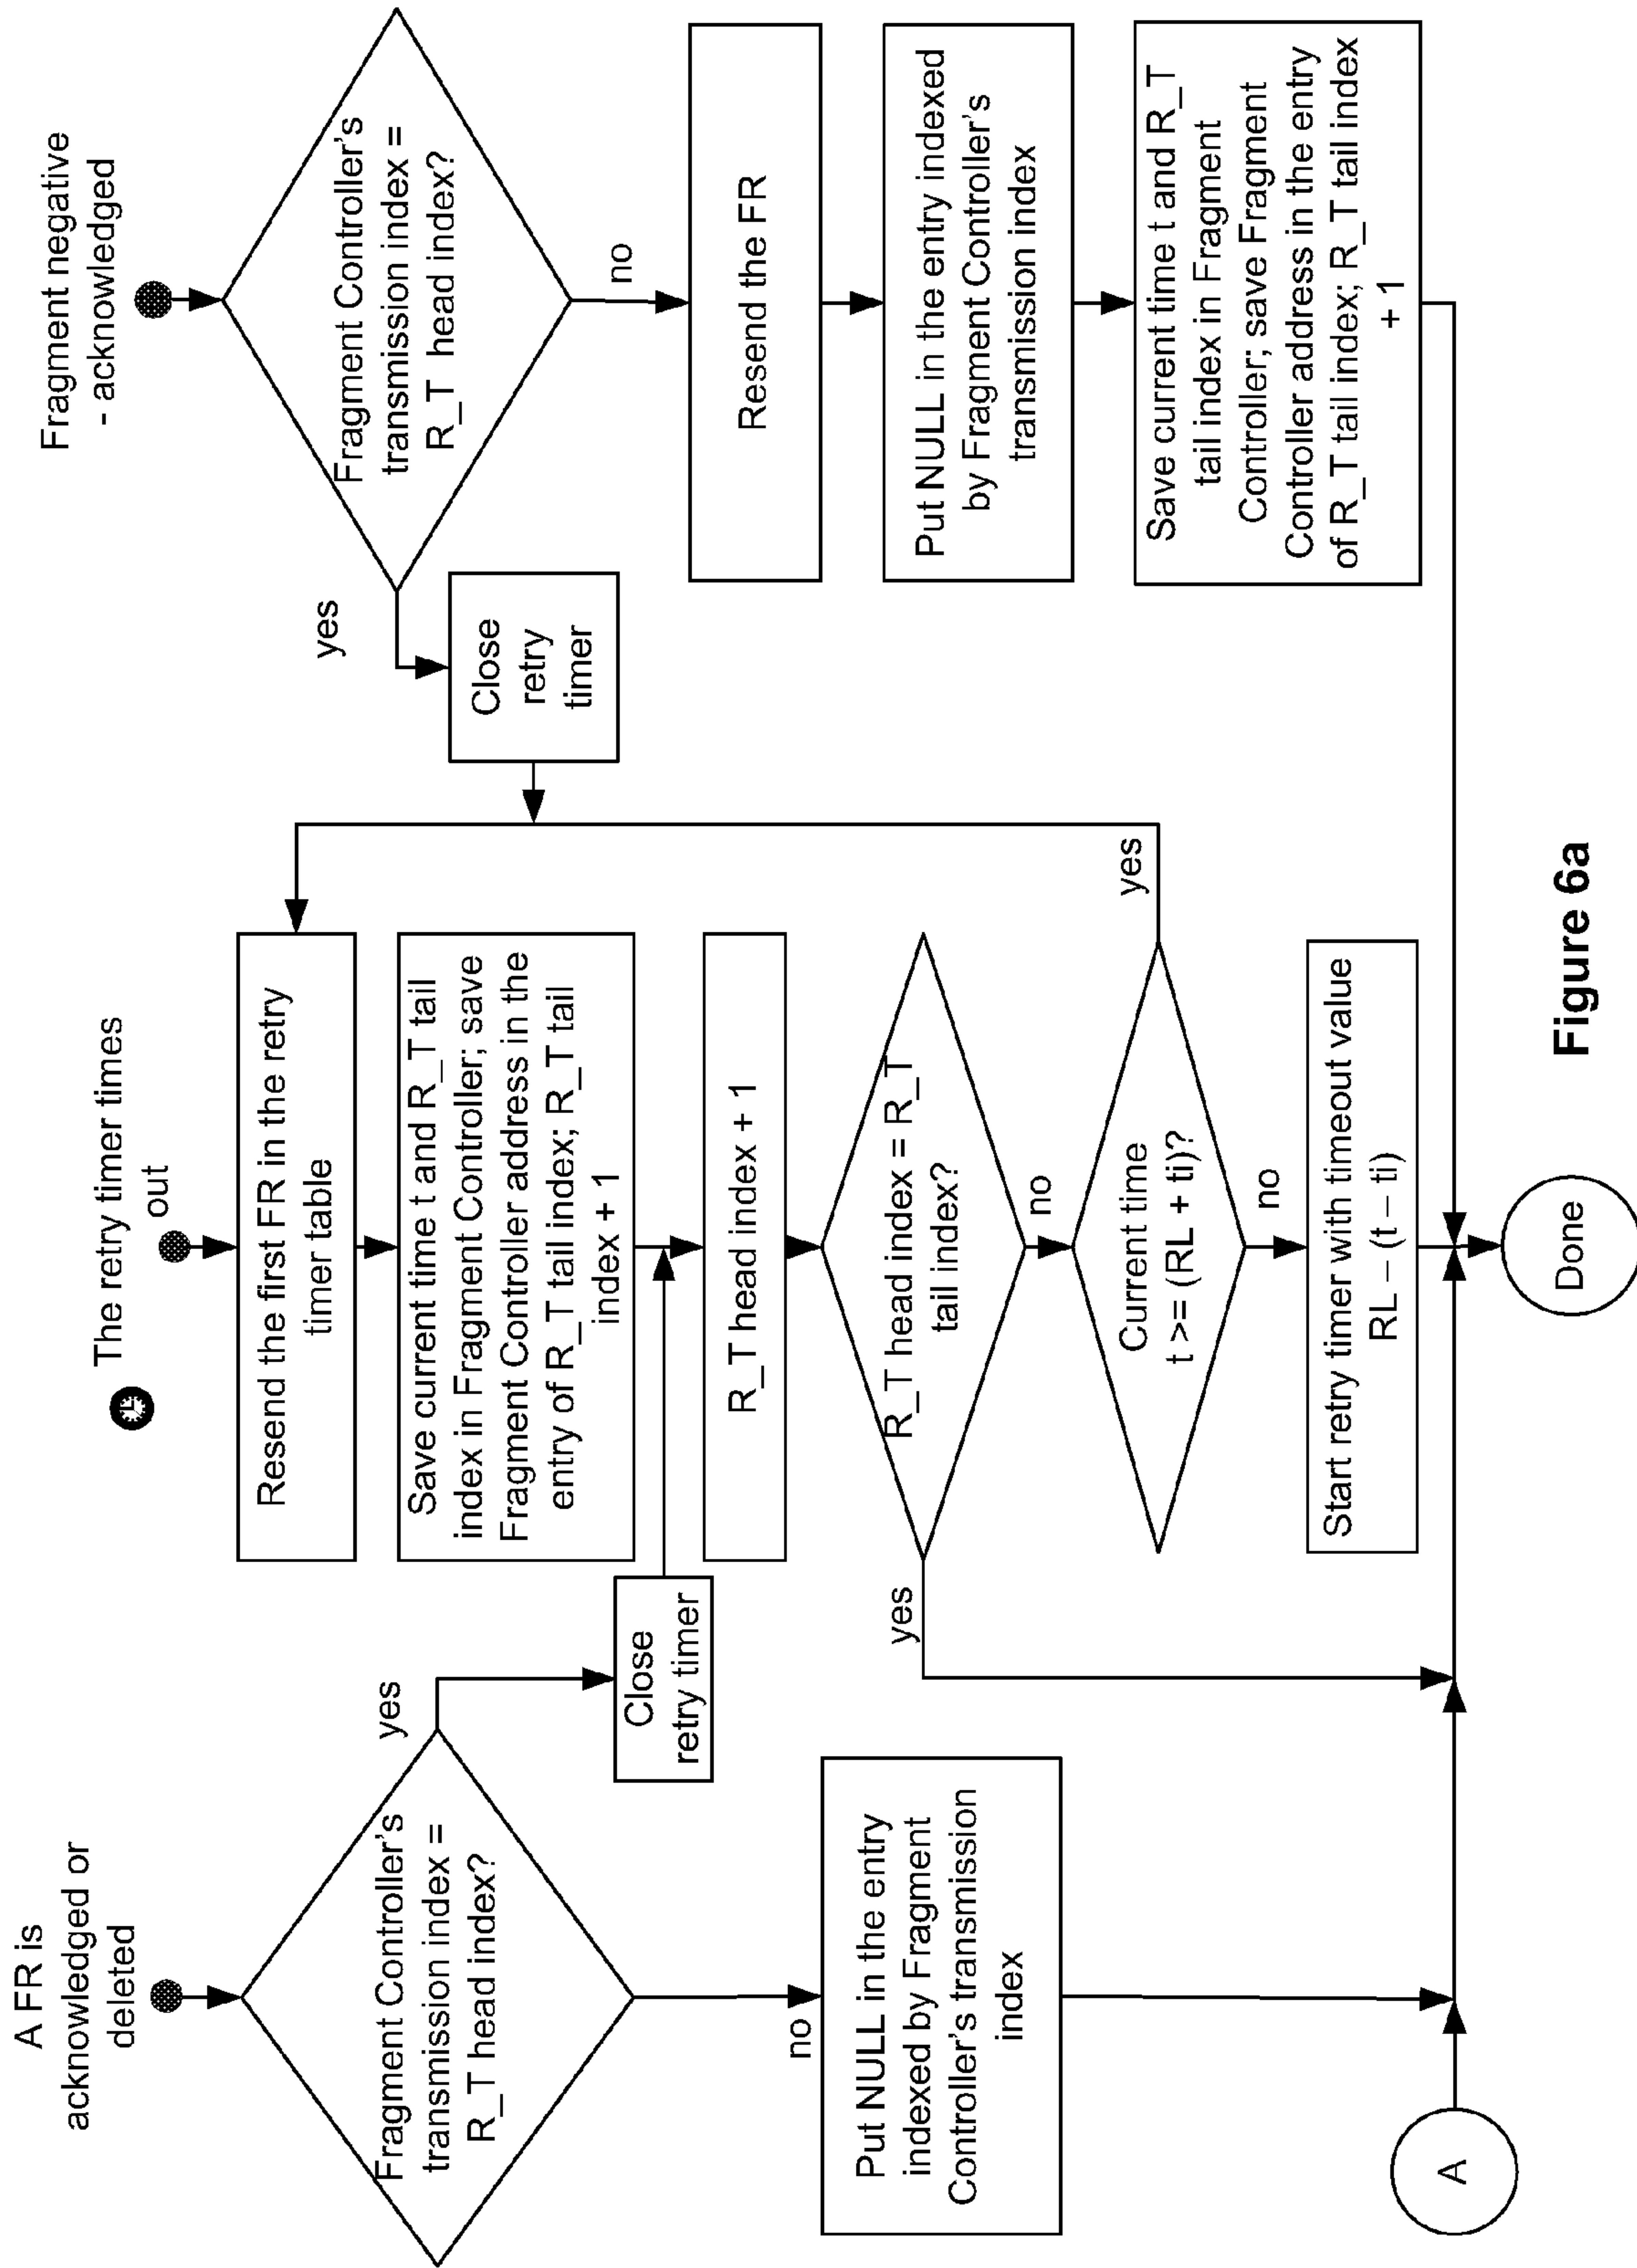 A FR is
acknowledged or
deleted
Fragment Controller's
transmission index =
R_T head index?
yes
Close
retry timer
no
Put NULL in the entry
indexed by Fragment
Controller's transmission
index
A
The retry timer times
out
Resend the first FR in the retry
timer table
Save current time t and R_T tail
index in Fragment Controller; save
Fragment Controller address in the
entry of R_T tail index; R_T tail
index + 1
R_T head index + 1
R_T head index = R_T
tail index?
yes
no
Current time
t >= (RL + ti)?
yes
no
Start retry timer with timeout value
RL – (t – ti)
Done
Fragment negative
- acknowledged
Fragment Controller's
transmission index =
R_T head index?
yes
Close
retry
timer
no
Resend the FR
Put NULL in the entry indexed
by Fragment Controller's
transmission index
Save current time t and R_T
tail index in Fragment
Controller; save Fragment
Controller address in the entry
of R_T tail index; R_T tail index
+ 1
Figure 6a